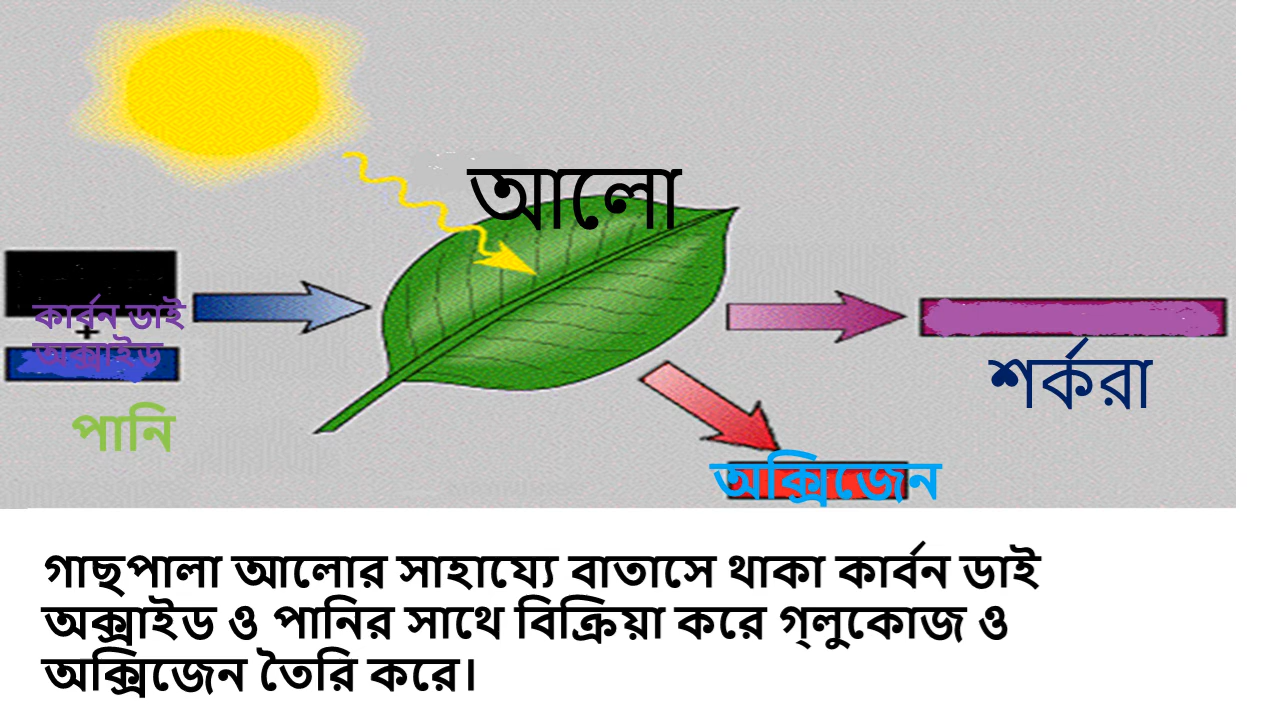 আলো
কার্বন ডাই
+
অক্সাইড
পানি
শর্করা
অক্সিজেন
গাছপালা আলোর সাহায্যে বাতাসে থাকা কার্বন ডাই
অক্সাইড ও পানির সাথে বিক্রিয়া করে গ্লুকোজ ও
অক্সিজেন তৈরি করে।